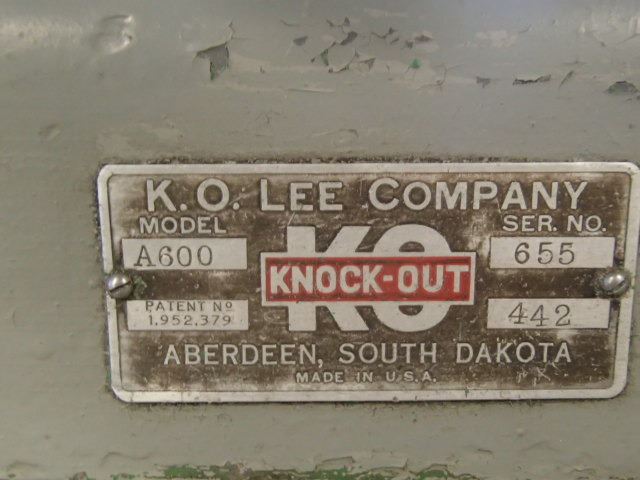 K.O. LEE COMPANY
MODEL SER. NO.
A600 655
KO
KNOCK-OUT
PATENT Nº
1,952,379 442
ABERDEEN, SOUTH DAKOTA
MADE IN U.S.A.